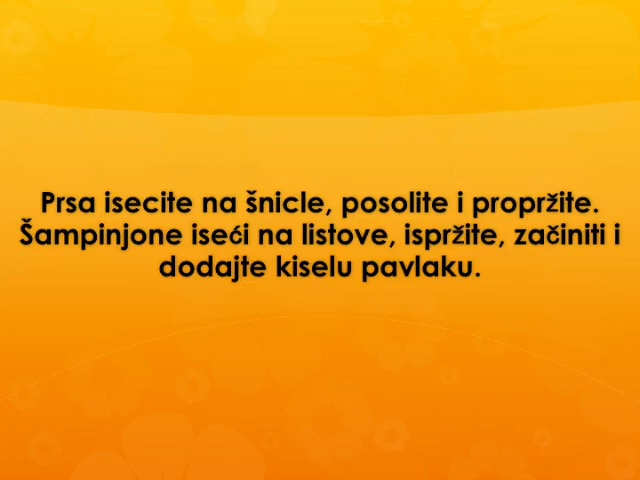 Prsa isecite na šnicle, posolite i propržite.
Šampinjone iseći na listove, ispržite, začiniti i
dodajte kiselu pavlaku.